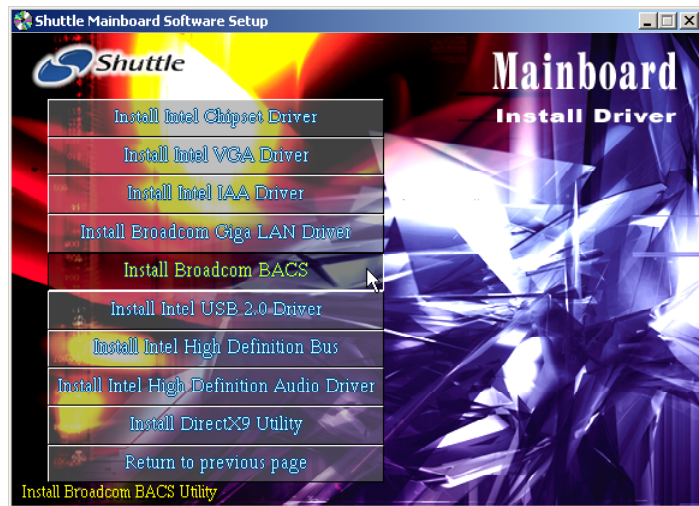 Shuttle Mainboard Software Setup
Shuttle
Mainboard
Install Driver
Install Intel Chipset Driver
Install Intel VGA Driver
Install Intel IAA Driver
Install Broadcom Giga LAN Driver
Install Broadcom BACS
Install Intel USB 2.0 Driver
Install Intel High Definition Bus
Install Intel High Definition Audio Driver
Install DirectX9 Utility
Return to previous page
Install Broadcom BACS Utility